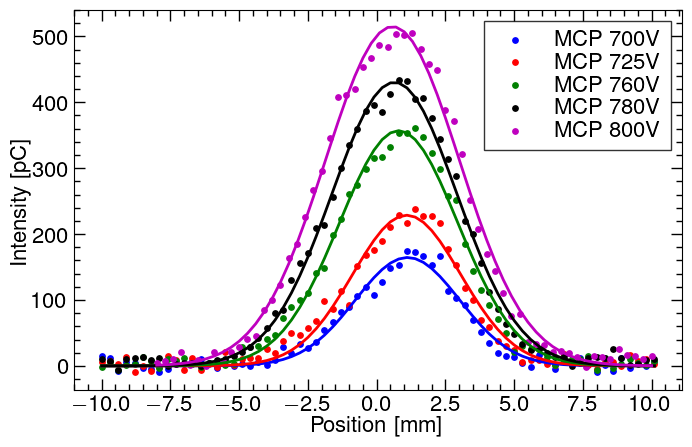 500
400
300
200
100
0
Intensity [pC]
−10.0 −7.5 −5.0 −2.5 0.0 2.5 5.0 7.5 10.0
Position [mm]
MCP 700V
MCP 725V
MCP 760V
MCP 780V
MCP 800V